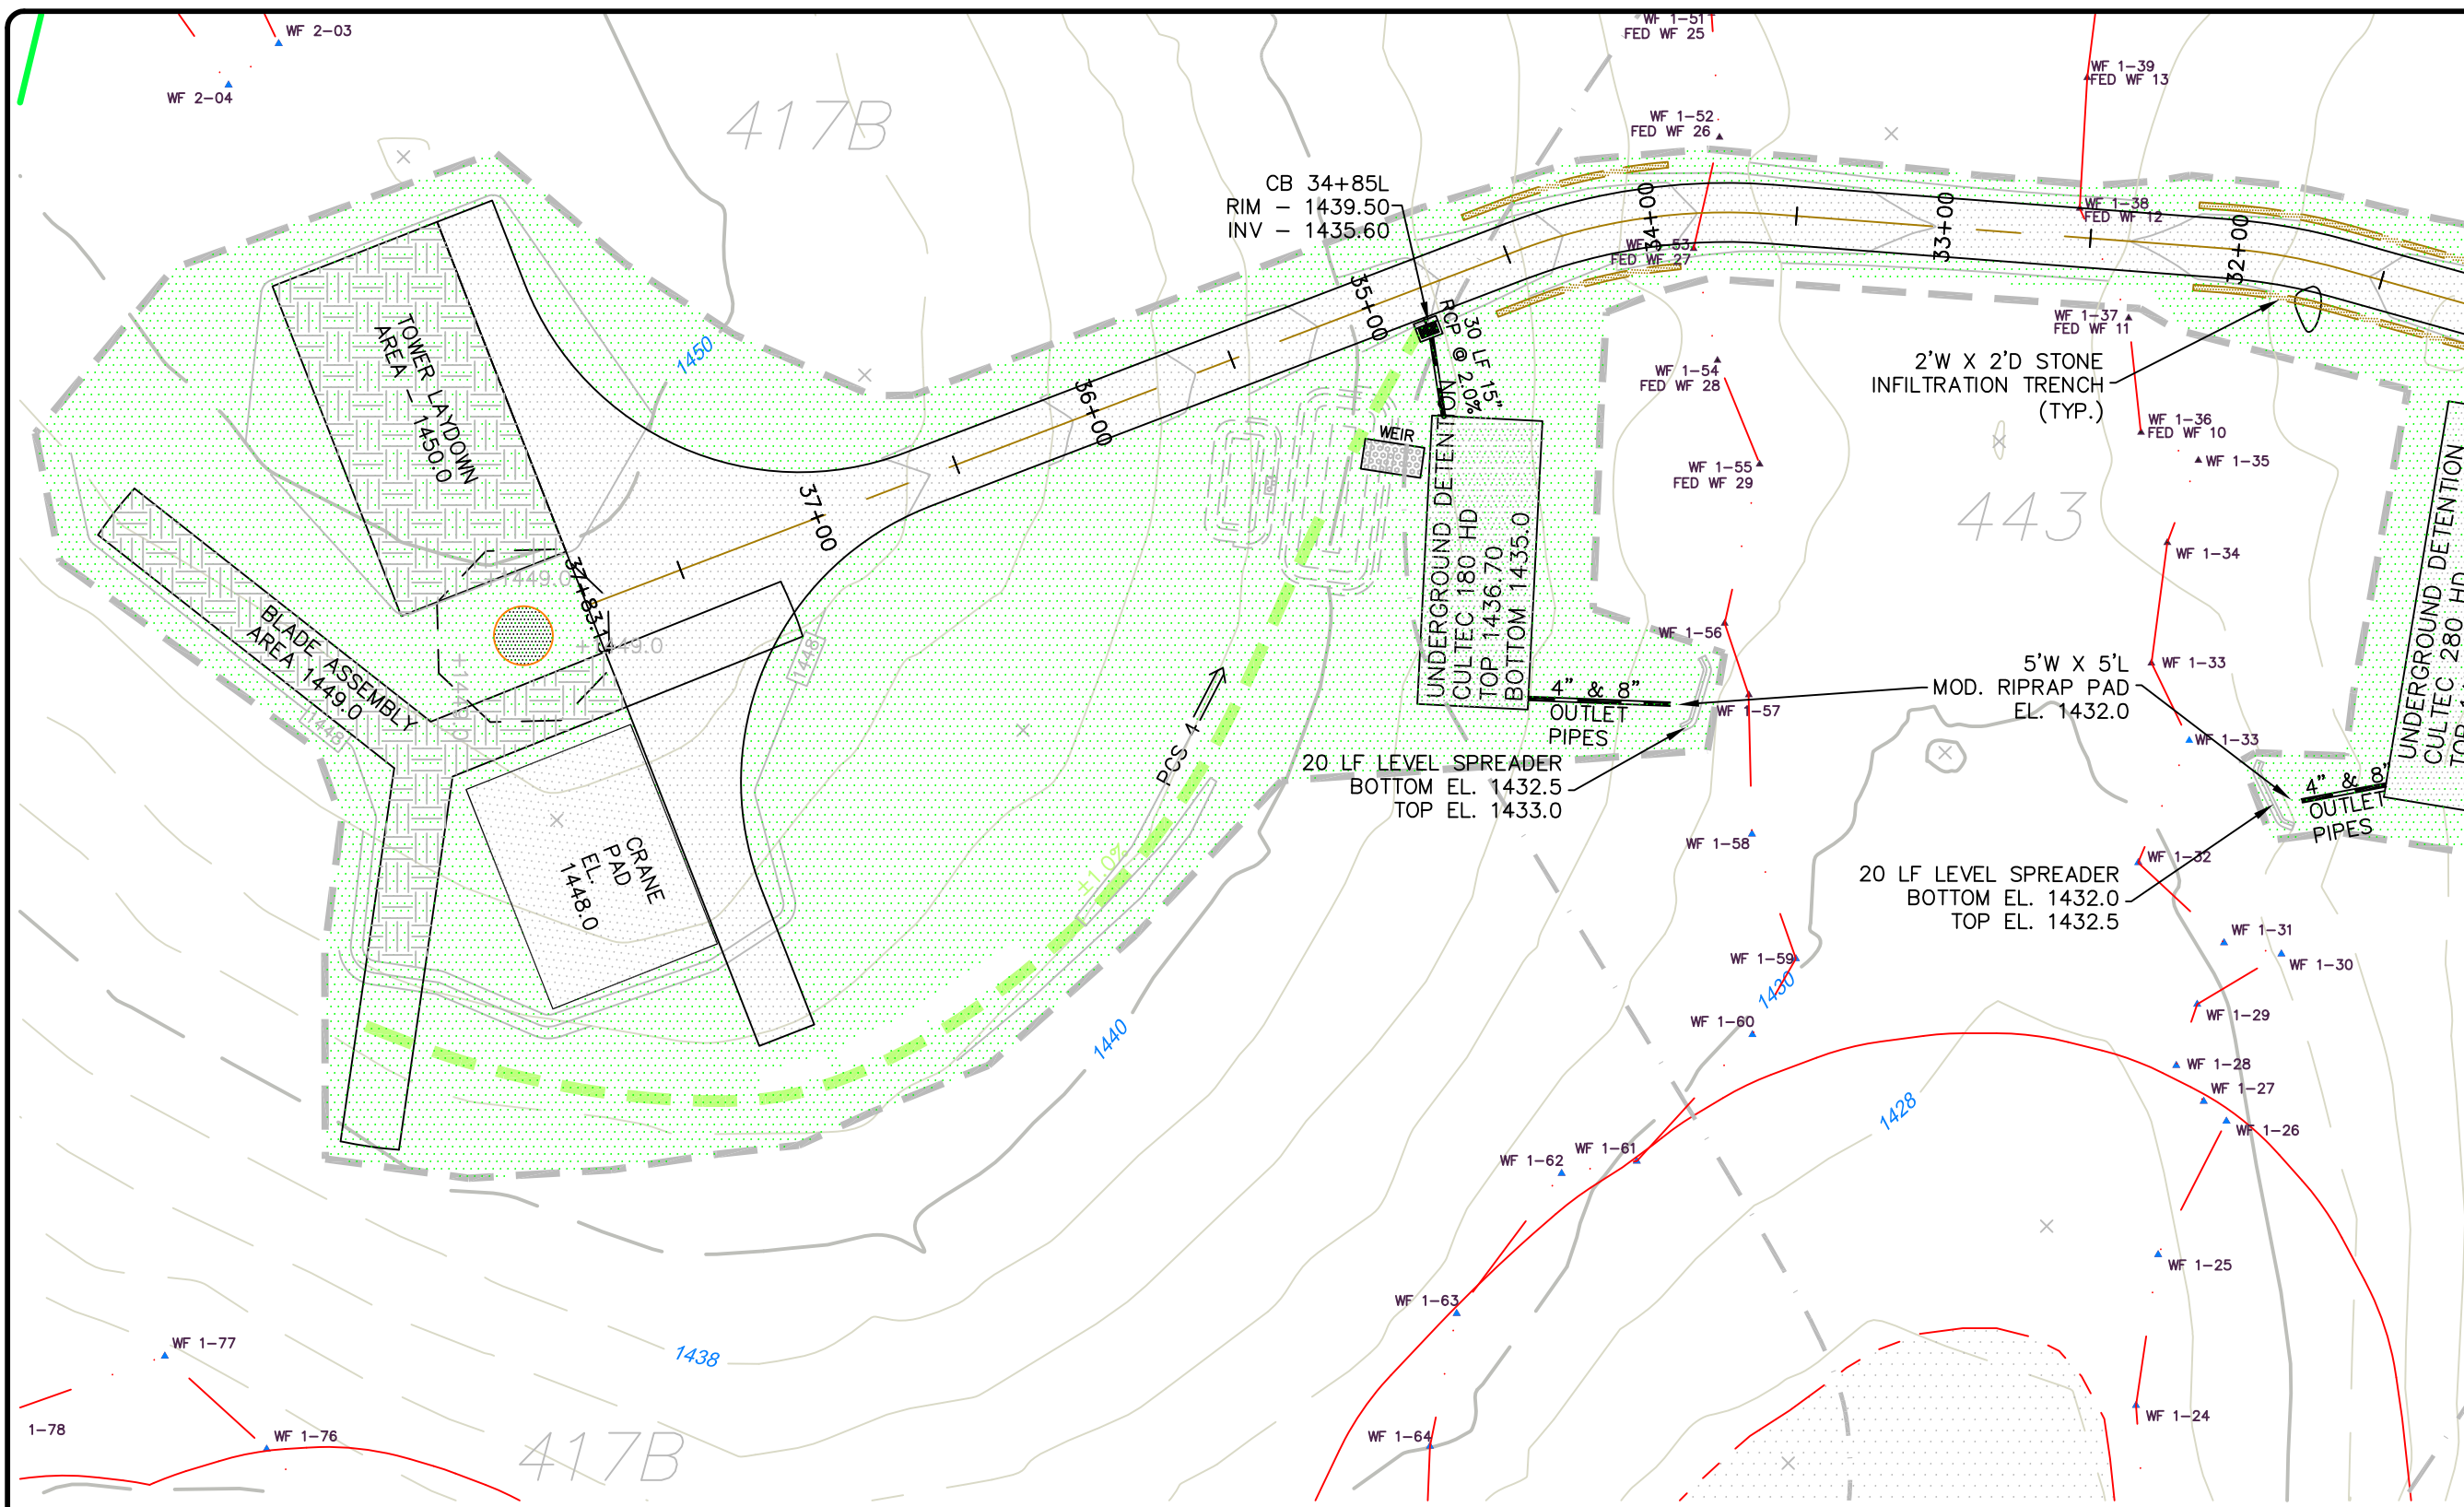 WF 2-03
WF 2-04
417B
WF 1-51
FED WF 25
WF 1-52
FED WF 26
WF 1-39
FED WF 13
CB 34+85L
RIM - 1439.50
INV - 1435.60
34+00
33+00
32+00
WF 1-38
FED WF 12
FED WF 27
WF 1-37
FED WF 11
35+00
30 LF 15"
RCP @ 2.0%
WF 1-54
FED WF 28
2'W X 2'D STONE
INFILTRATION TRENCH
(TYP.)
WF 1-36
FED WF 10
WF 1-35
TOWER LAYDOWN
AREA - 1450.0
1450
36+00
WEIR
WF 1-55
FED WF 29
443
37+00
UNDERGROUND DETENTION
CULTEC 180 HD
TOP 1436.70
BOTTOM 1435.0
UNDERGROUND DETENTION
CULTEC 280 HD
WF 1-34
+1449.0
37+83.1
+1449.0
BLADE ASSEMBLY
AREA 1449.0
1448
1448
WF 1-56
WF 1-33
5'W X 5'L
MOD. RIPRAP PAD
EL. 1432.0
4" & 8"
OUTLET
PIPES
WF 1-57
WF 1-33
PCS 4
20 LF LEVEL SPREADER
BOTTOM EL. 1432.5
TOP EL. 1433.0
4" & 8"
OUTLET
PIPES
CRANE
PAD
EL.
1448.0
±1.0%
WF 1-58
WF 1-32
20 LF LEVEL SPREADER
BOTTOM EL. 1432.0
TOP EL. 1432.5
WF 1-31
WF 1-30
WF 1-59
1430
WF 1-29
WF 1-60
1440
WF 1-28
WF 1-27
1428
WF 1-26
WF 1-61
WF 1-62
WF 1-25
WF 1-63
WF 1-77
1438
1-78
WF 1-76
417B
WF 1-64
WF 1-24